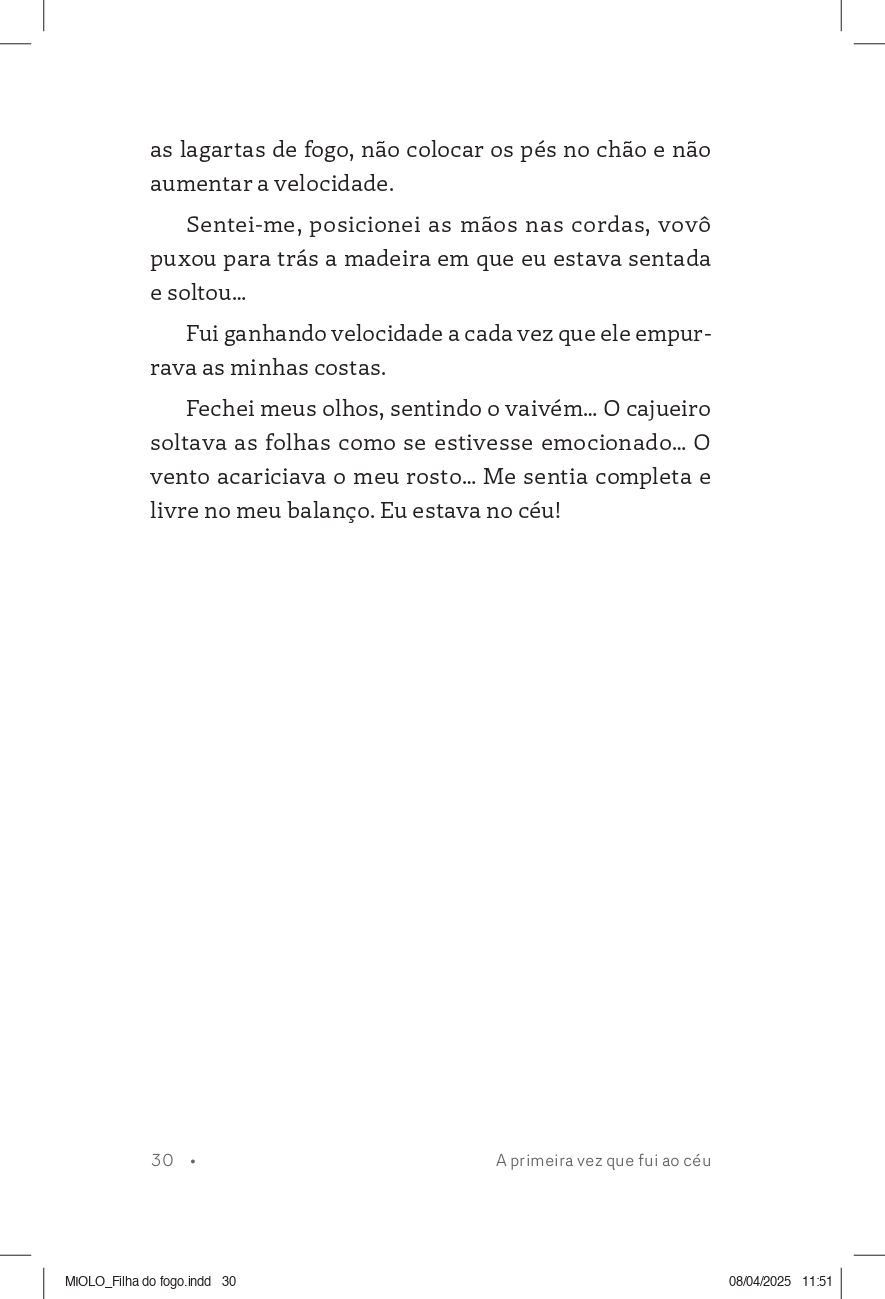 as lagartas de fogo, não colocar os pés no chão e não
aumentar a velocidade.
Sentei-me, posicionei as mãos nas cordas, vovô
puxou para trás a madeira em que eu estava sentada
e soltou...
Fui ganhando velocidade a cada vez que ele empur-
rava as minhas costas.
Fechei meus olhos, sentindo o vaivém... O cajueiro
soltava as folhas como se estivesse emocionado... O
vento acariciava o meu rosto... Me sentia completa e
livre no meu balanço. Eu estava no céu!
30 • A primeira vez que fui ao céu
MIOLO_Filha do fogo.indd 30 08/04/2025 11:51